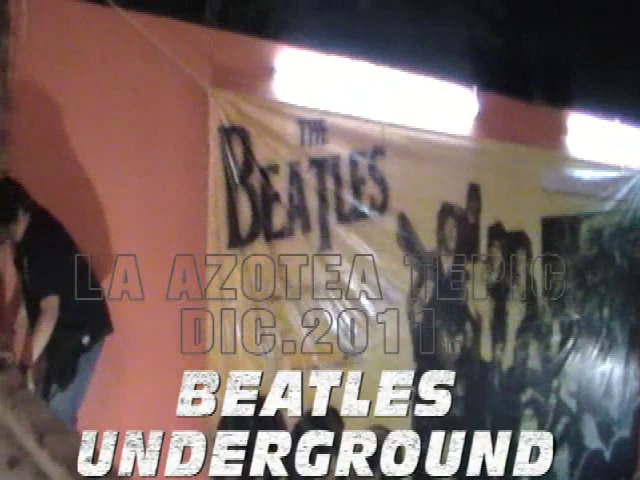 THE
BEATLES
LA AZOTEA TEPIC
DIC.2011
BEATLES
UNDERGROUND